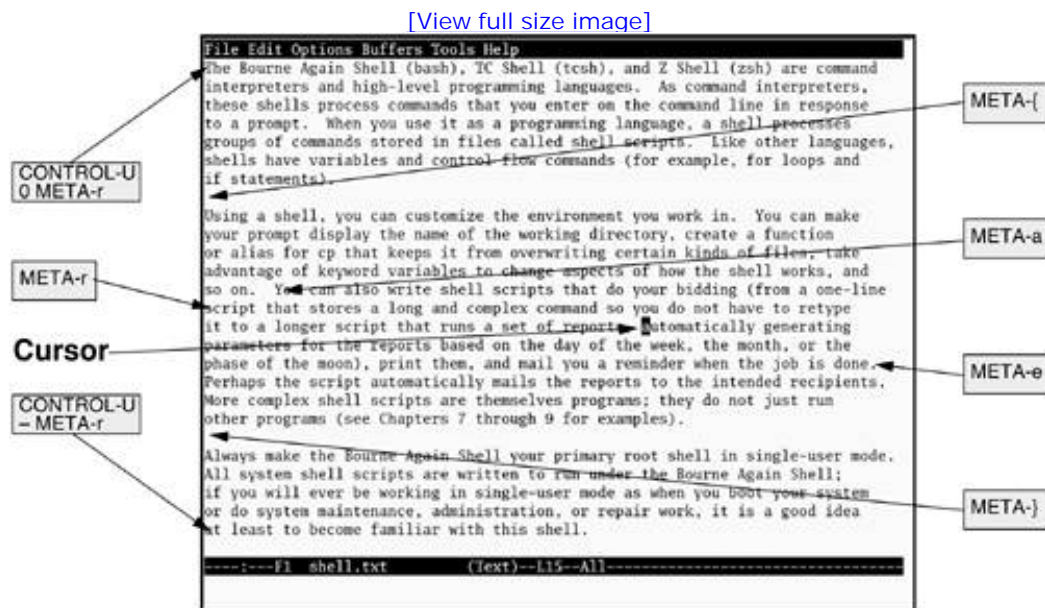 [View full size image]
File Edit Options Buffers Tools Help
The Bourne Again Shell (bash), TC Shell (tcsh), and Z Shell (zsh) are command
interpreters and high-level programming languages. As command interpreters,
these shells process commands that you enter on the command line in response
to a prompt. When you use it as a programming language, a shell processes
groups of commands stored in files called shell scripts. Like other languages,
shells have variables and control flow commands (for example, for loops and
if statements).
Using a shell, you can customize the environment you work in. You can make
your prompt display the name of the working directory, create a function
or alias for cp that keeps it from overwriting certain kinds of files, take
advantage of keyword variables to change aspects of how the shell works, and
so on. You can also write shell scripts that do your bidding (from a one-line
script that stores a long and complex command so you do not have to retype
it to a longer script that runs a set of reports automatically generating
parameters for the reports based on the day of the week, the month, or the
phase of the moon), print them, and mail you a reminder when the job is done.
Perhaps the script automatically mails the reports to the intended recipients.
More complex shell scripts are themselves programs; they do not just run
other programs (see Chapters 7 through 9 for examples).
Always make the Bourne Again Shell your primary root shell in single-user mode.
All system shell scripts are written to run under the Bourne Again Shell;
if you will ever be working in single-user mode as when you boot your system
or do system maintenance, administration, or repair work, it is a good idea
at least to become familiar with this shell.
----:---F1 shell.txt (Text)--L15--All----
CONTROL-U
0 META-r
META-r
Cursor
CONTROL-U
– META-r
META-{
META-a
META-e
META-}